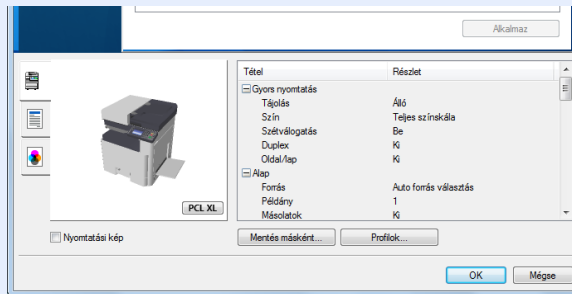 Alkalmaz
Tétel Részlet
Gyors nyomtatás
Tájolás Álló
Szín Teljes színskála
Szétválogatás Be
Duplex Ki
Oldal/lap Ki
Alap
Forrás Auto forrás választás
Példány 1
Másolatok Ki
PCL XL
Nyomtatási kép Mentés másként... Profilok...
OK Mégse